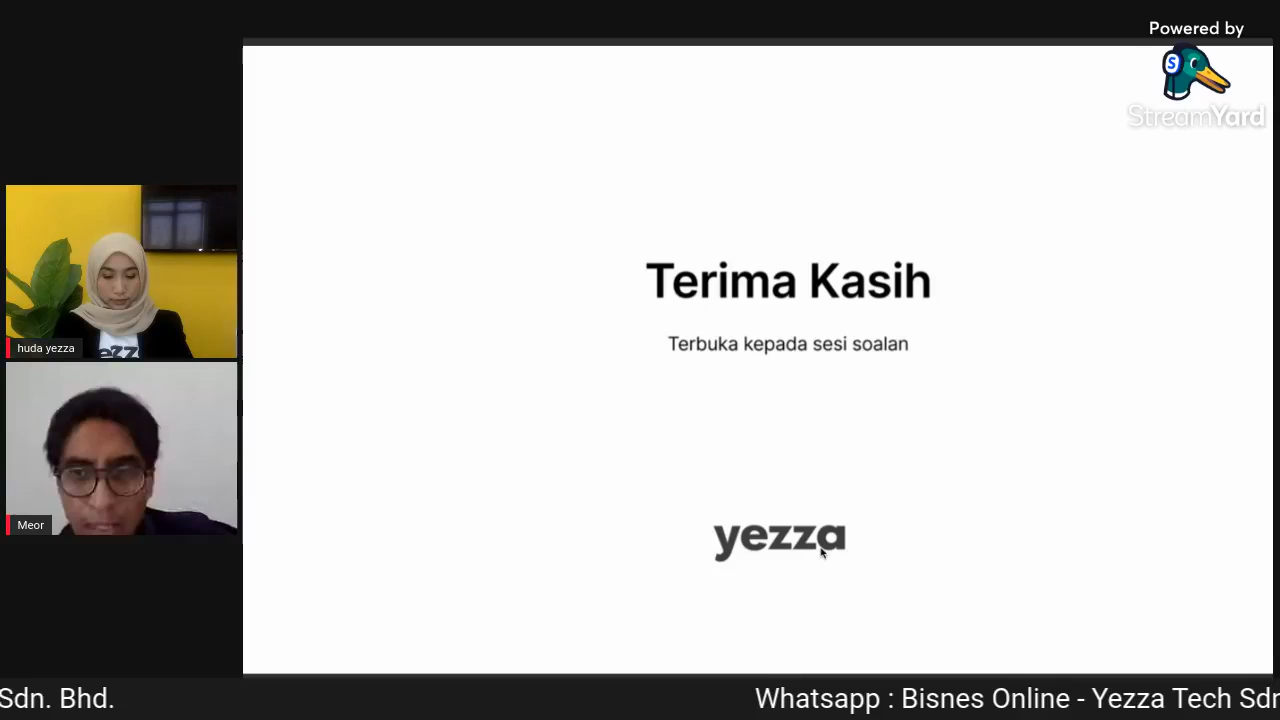 Powered by
StreamYard
Terima Kasih
Terbuka kepada sesi soalan
huda yezza
Meor
yezza
Sdn. Bhd.
Whatsapp : Bisnes Online - Yezza Tech Sdn